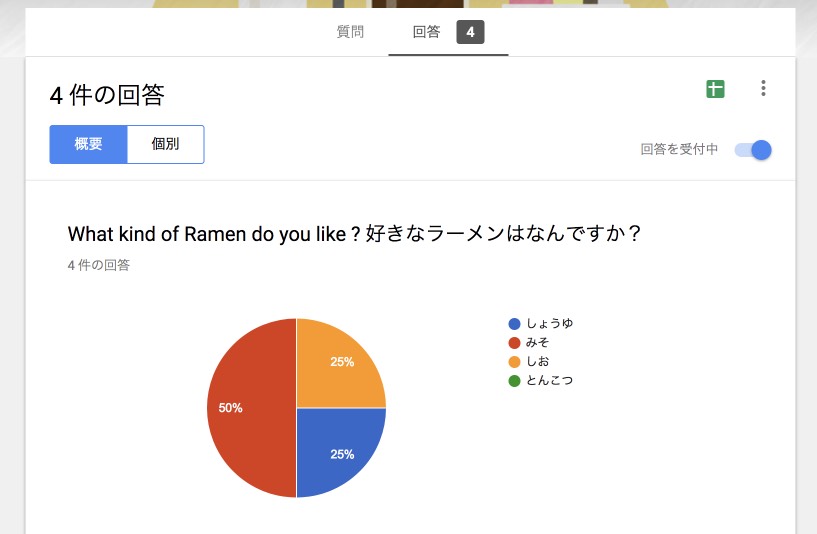 質問 回答 4
4 件の回答
概要 個別
回答を受付中
What kind of Ramen do you like ? 好きなラーメンはなんですか？
4 件の回答
しょうゆ
みそ
しお
とんこつ
25%
50%
25%